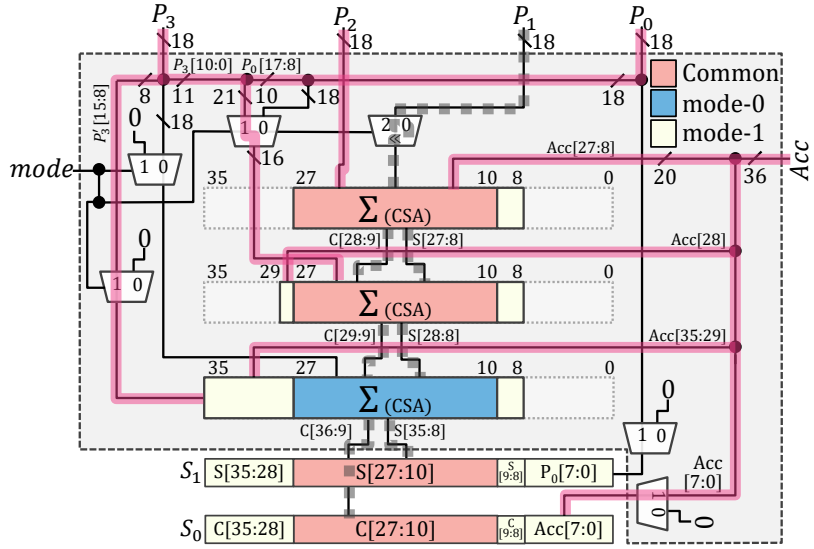 P3 P2 P1 P0
18 18 18 18
P3[10:0] P0[17:8]
8 11 21 10 18 18
Common
mode-0
mode-1
P3′[15:8]
0 18 1 0 2 0 ≪
16
Acc[27:8]
20 36 Acc
mode 1 0
35 27 10 8 0
Σ (CSA)
C[28:9] S[27:8]
0 Acc[28]
35 29 27 10 8 0
1 0
Σ (CSA)
C[29:9] S[28:8] Acc[35:29]
35 27 10 8 0
Σ (CSA)
0
C[36:9] S[35:8] 1 0
S1 S[35:28] S[27:10] S[9:8] P0[7:0]
Acc [7:0]
S0 C[35:28] C[27:10] C[9:8] Acc[7:0]
1 0 0